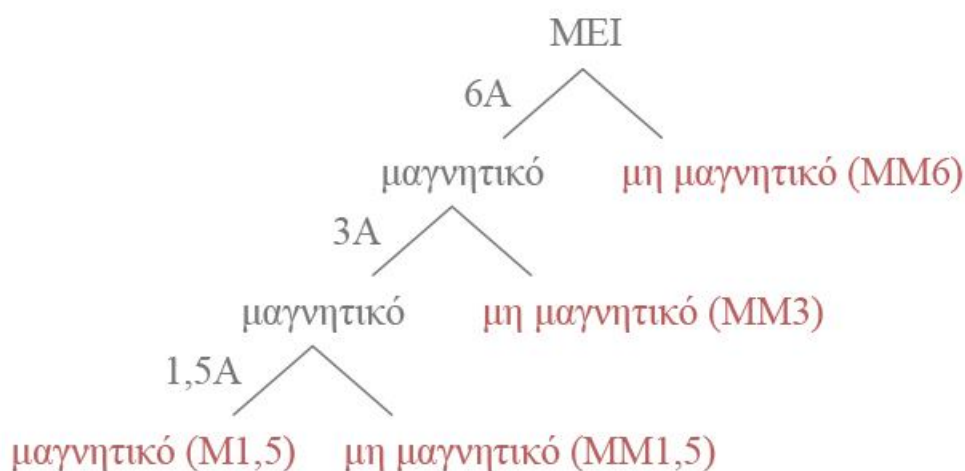 ΜΕΙ
6Α
μαγνητικό μη μαγνητικό (ΜΜ6)
3Α
μαγνητικό μη μαγνητικό (ΜΜ3)
1,5Α
μαγνητικό (Μ1,5) μη μαγνητικό (ΜΜ1,5)